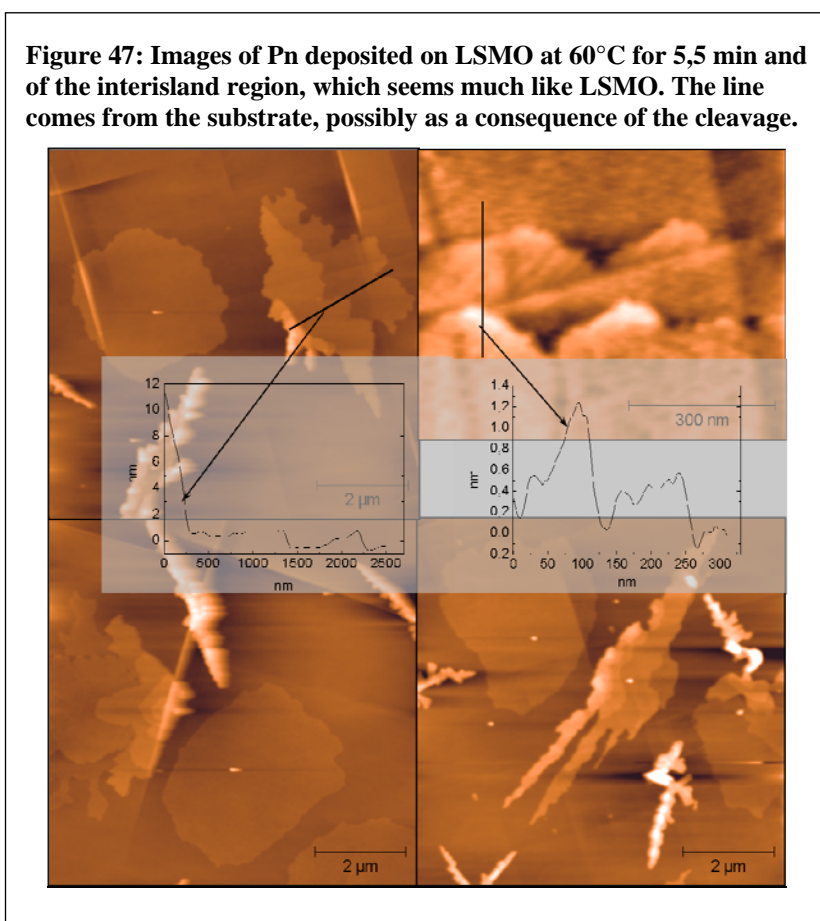 Figure 47: Images of Pn deposited on LSMO at 60°C for 5,5 min and
of the interisland region, which seems much like LSMO. The line
comes from the substrate, possibly as a consequence of the cleavage.
12
10
8
6
4
2
0
nm
0 500 1000 1500 2000 2500
nm
2 µm
1.4
1.2
1.0
0.8
0.6
0.4
0.2
0.0
0.2
nm
0 50 100 150 200 250 300
nm
300 nm
2 µm
2 µm